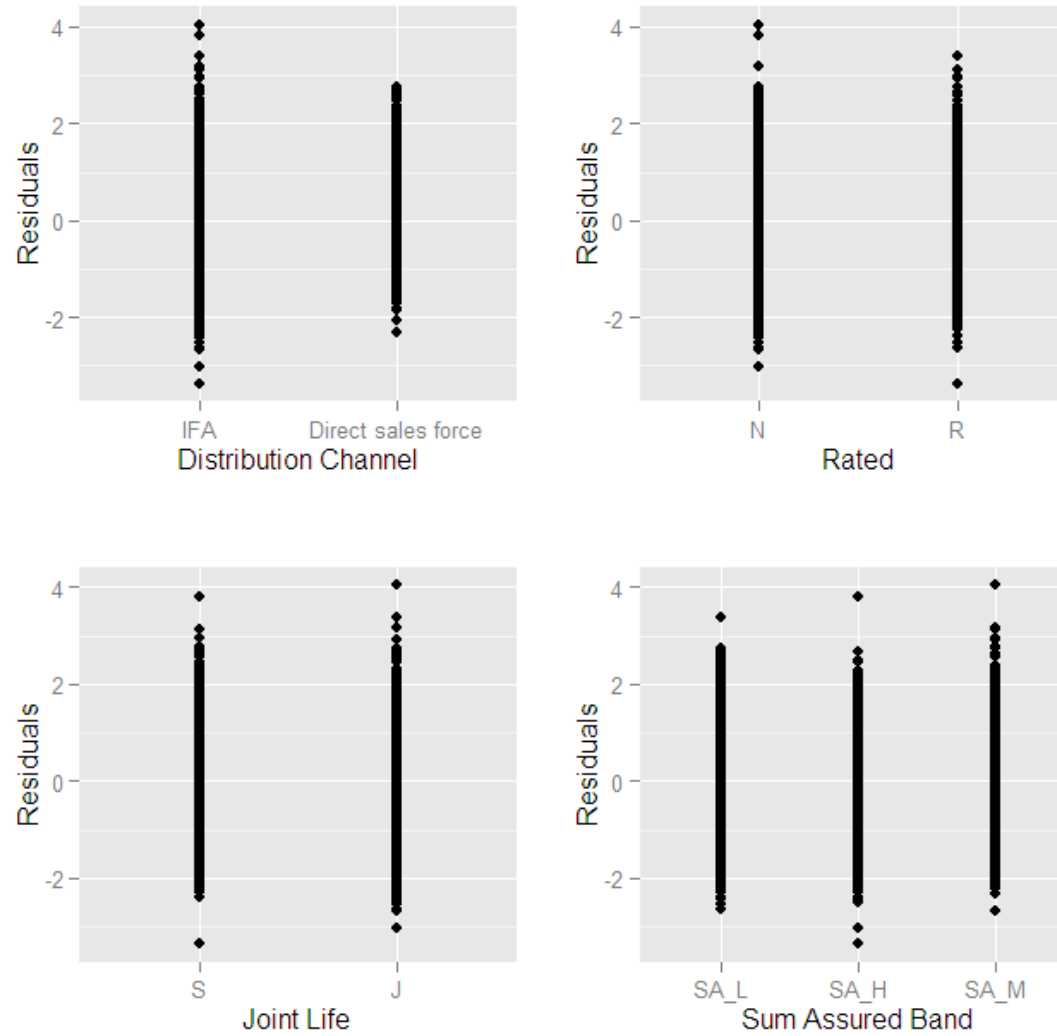 4
2
0
-2
Residuals
IFA Direct sales force
Distribution Channel
4
2
0
-2
Residuals
N R
Rated
4
2
0
-2
Residuals
S J
Joint Life
4
2
0
-2
Residuals
SA_L SA_H SA_M
Sum Assured Band